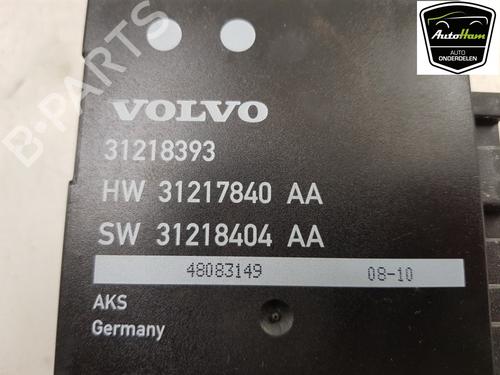 AutoHam
AUTO
ONDERDELEN
B-PARTS
VOLVO
31218393
HW 31217840 AA
SW 31218404 AA
48083149 08-10
AKS
Germany